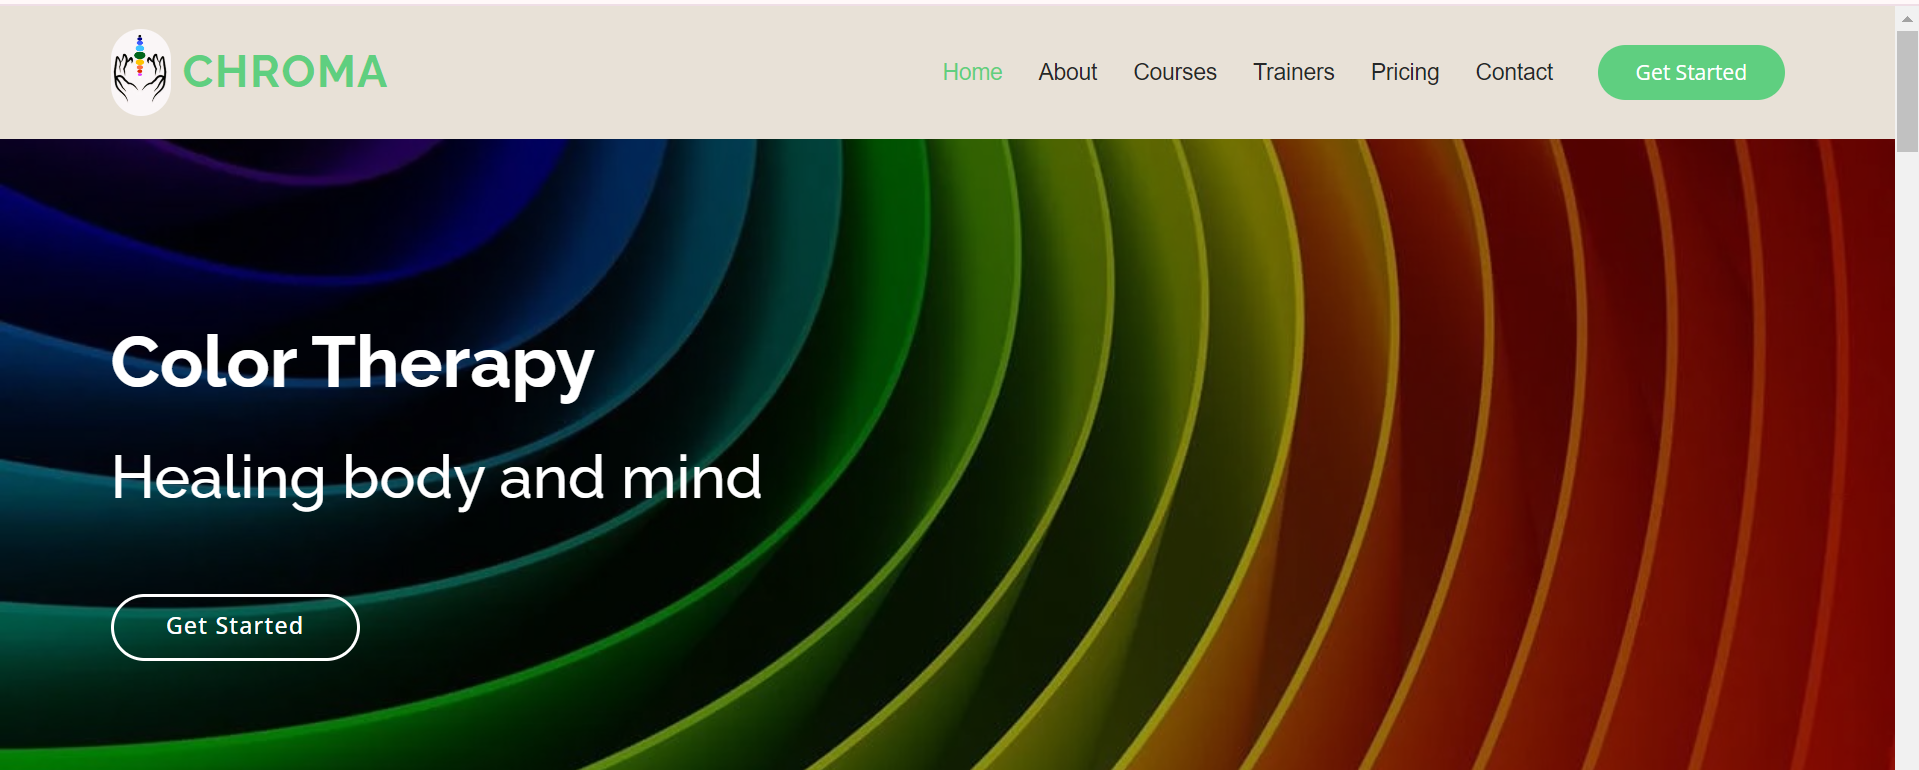 CHROMA
Home About Courses Trainers Pricing Contact Get Started
Color Therapy
Healing body and mind
Get Started